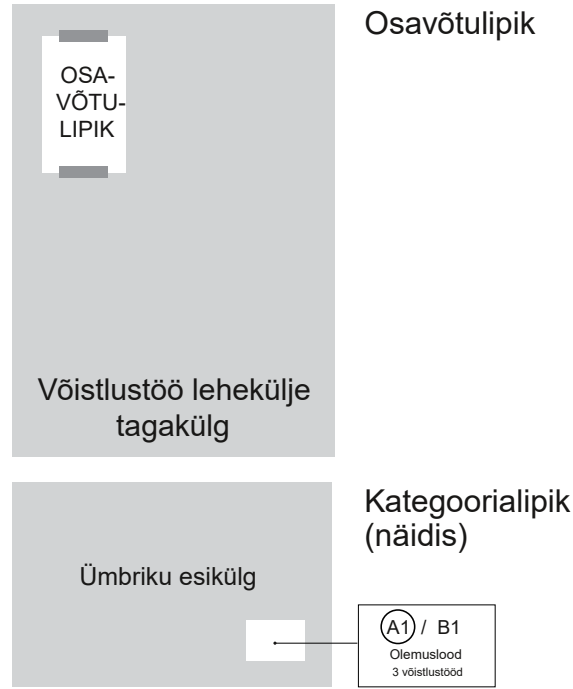 Osavõtulipik
OSA-
VÕTU-
LIPIK
Võistlustöö lehekülje
tagakülg
Kategoorialipik
(näidis)
Ümbriku esikülg
A1 / B1
Olemuslood
3 võistlustööd